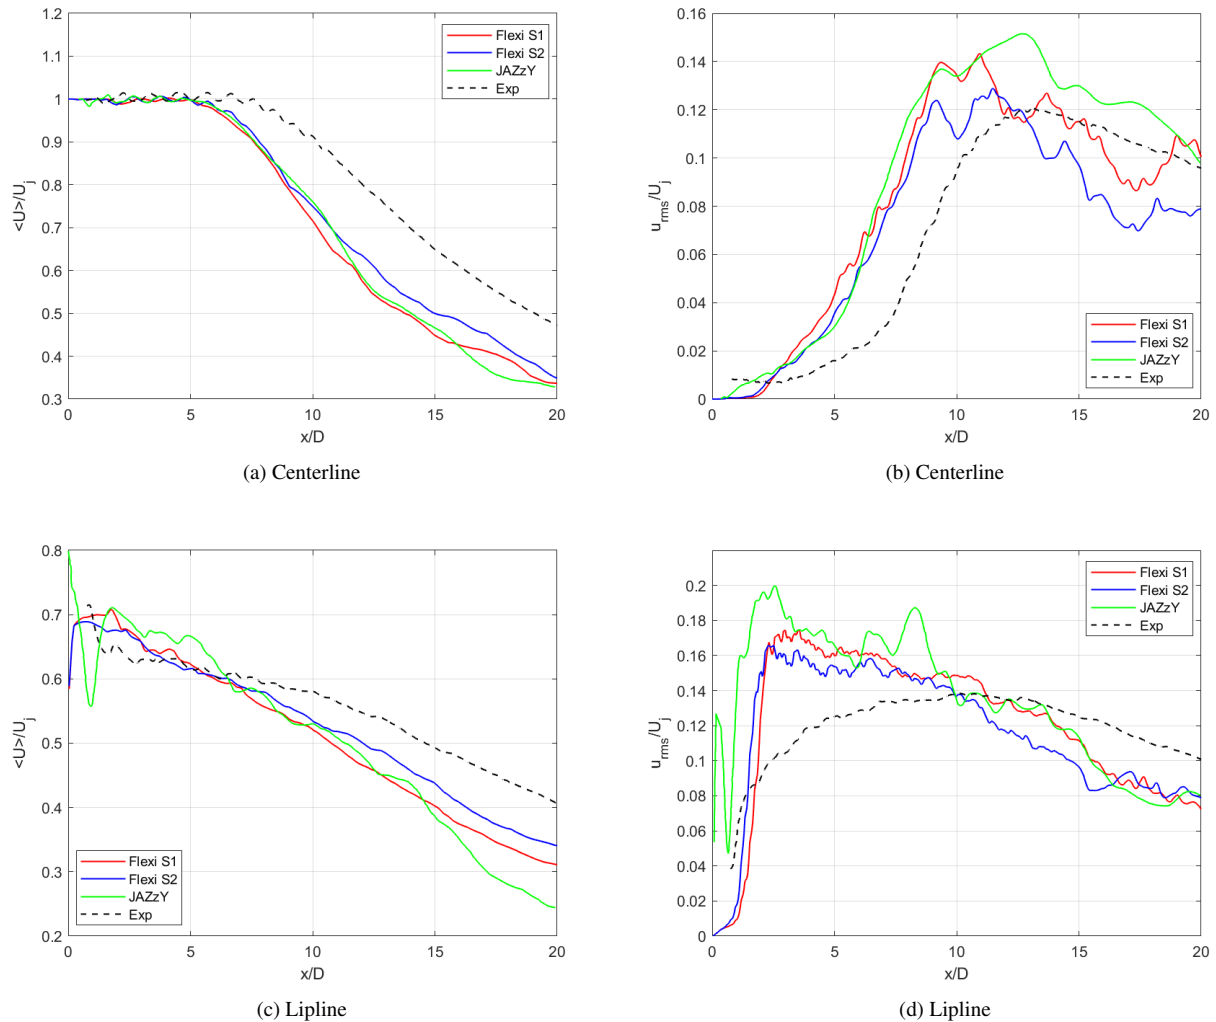 1.2
1.1
1
0.9
0.8
0.7
0.6
0.5
0.4
0.3
<U>/U_j
0 5 10 15 20
x/D
Flexi S1
Flexi S2
JAZzY
Exp
(a) Centerline
0.16
0.14
0.12
0.1
0.08
0.06
0.04
0.02
0
u_rms/U_j
0 5 10 15 20
x/D
Flexi S1
Flexi S2
JAZzY
Exp
(b) Centerline
0.8
0.7
0.6
0.5
0.4
0.3
0.2
<U>/U_j
0 5 10 15 20
x/D
Flexi S1
Flexi S2
JAZzY
Exp
(c) Lipline
0.2
0.18
0.16
0.14
0.12
0.1
0.08
0.06
0.04
0.02
0
u_rms/U_j
0 5 10 15 20
x/D
Flexi S1
Flexi S2
JAZzY
Exp
(d) Lipline